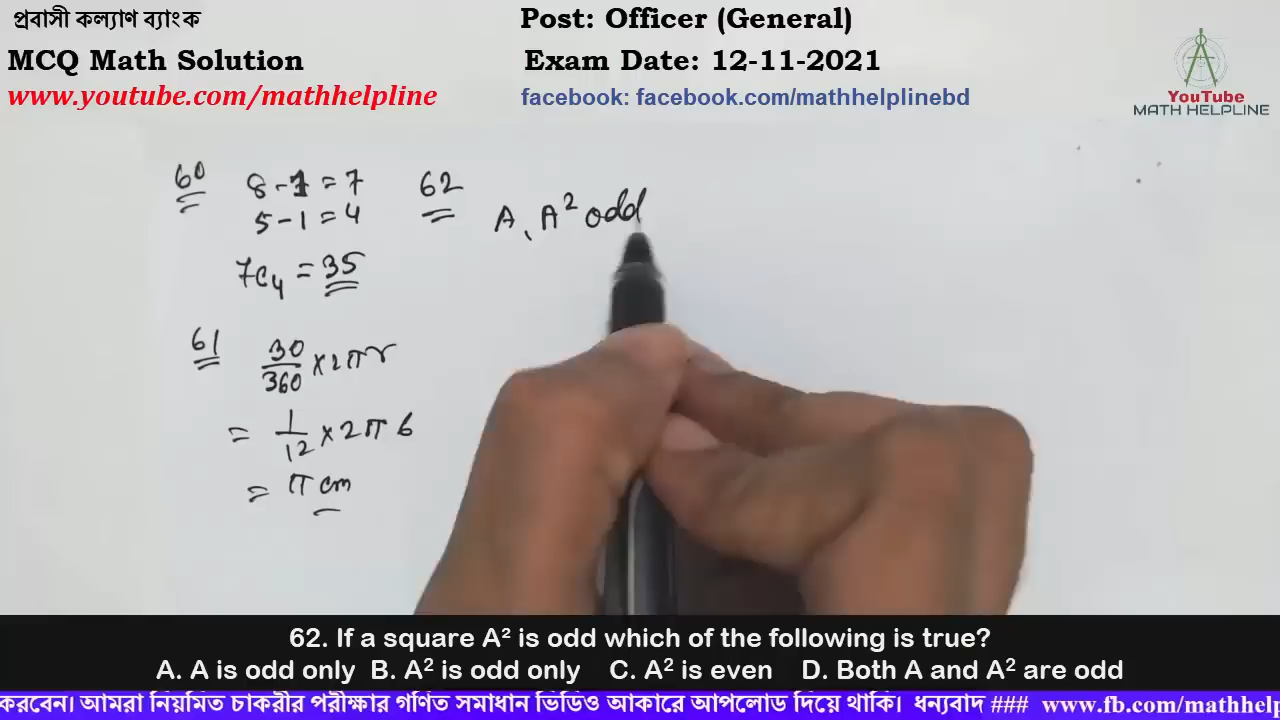 প্রবাসী কল্যাণ ব্যাংক
Post: Officer (General)
MCQ Math Solution
Exam Date: 12-11-2021
www.youtube.com/mathhelpline
facebook: facebook.com/mathhelplinebd
YouTube
MATH HELPLINE
60
8-1=7
5-1=4
7C₄ = 35
61
30/360 × 2πr
= 1/12 × 2π 6
= π cm
62
A, A² odd
62. If a square A² is odd which of the following is true?
A. A is odd only B. A² is odd only C. A² is even D. Both A and A² are odd
করবেন। আমরা নিয়মিত চাকরীর পরীক্ষার গণিত সমাধান ভিডিও আকারে আপলোড দিয়ে থাকি। ধন্যবাদ ### www.fb.com/mathhelp